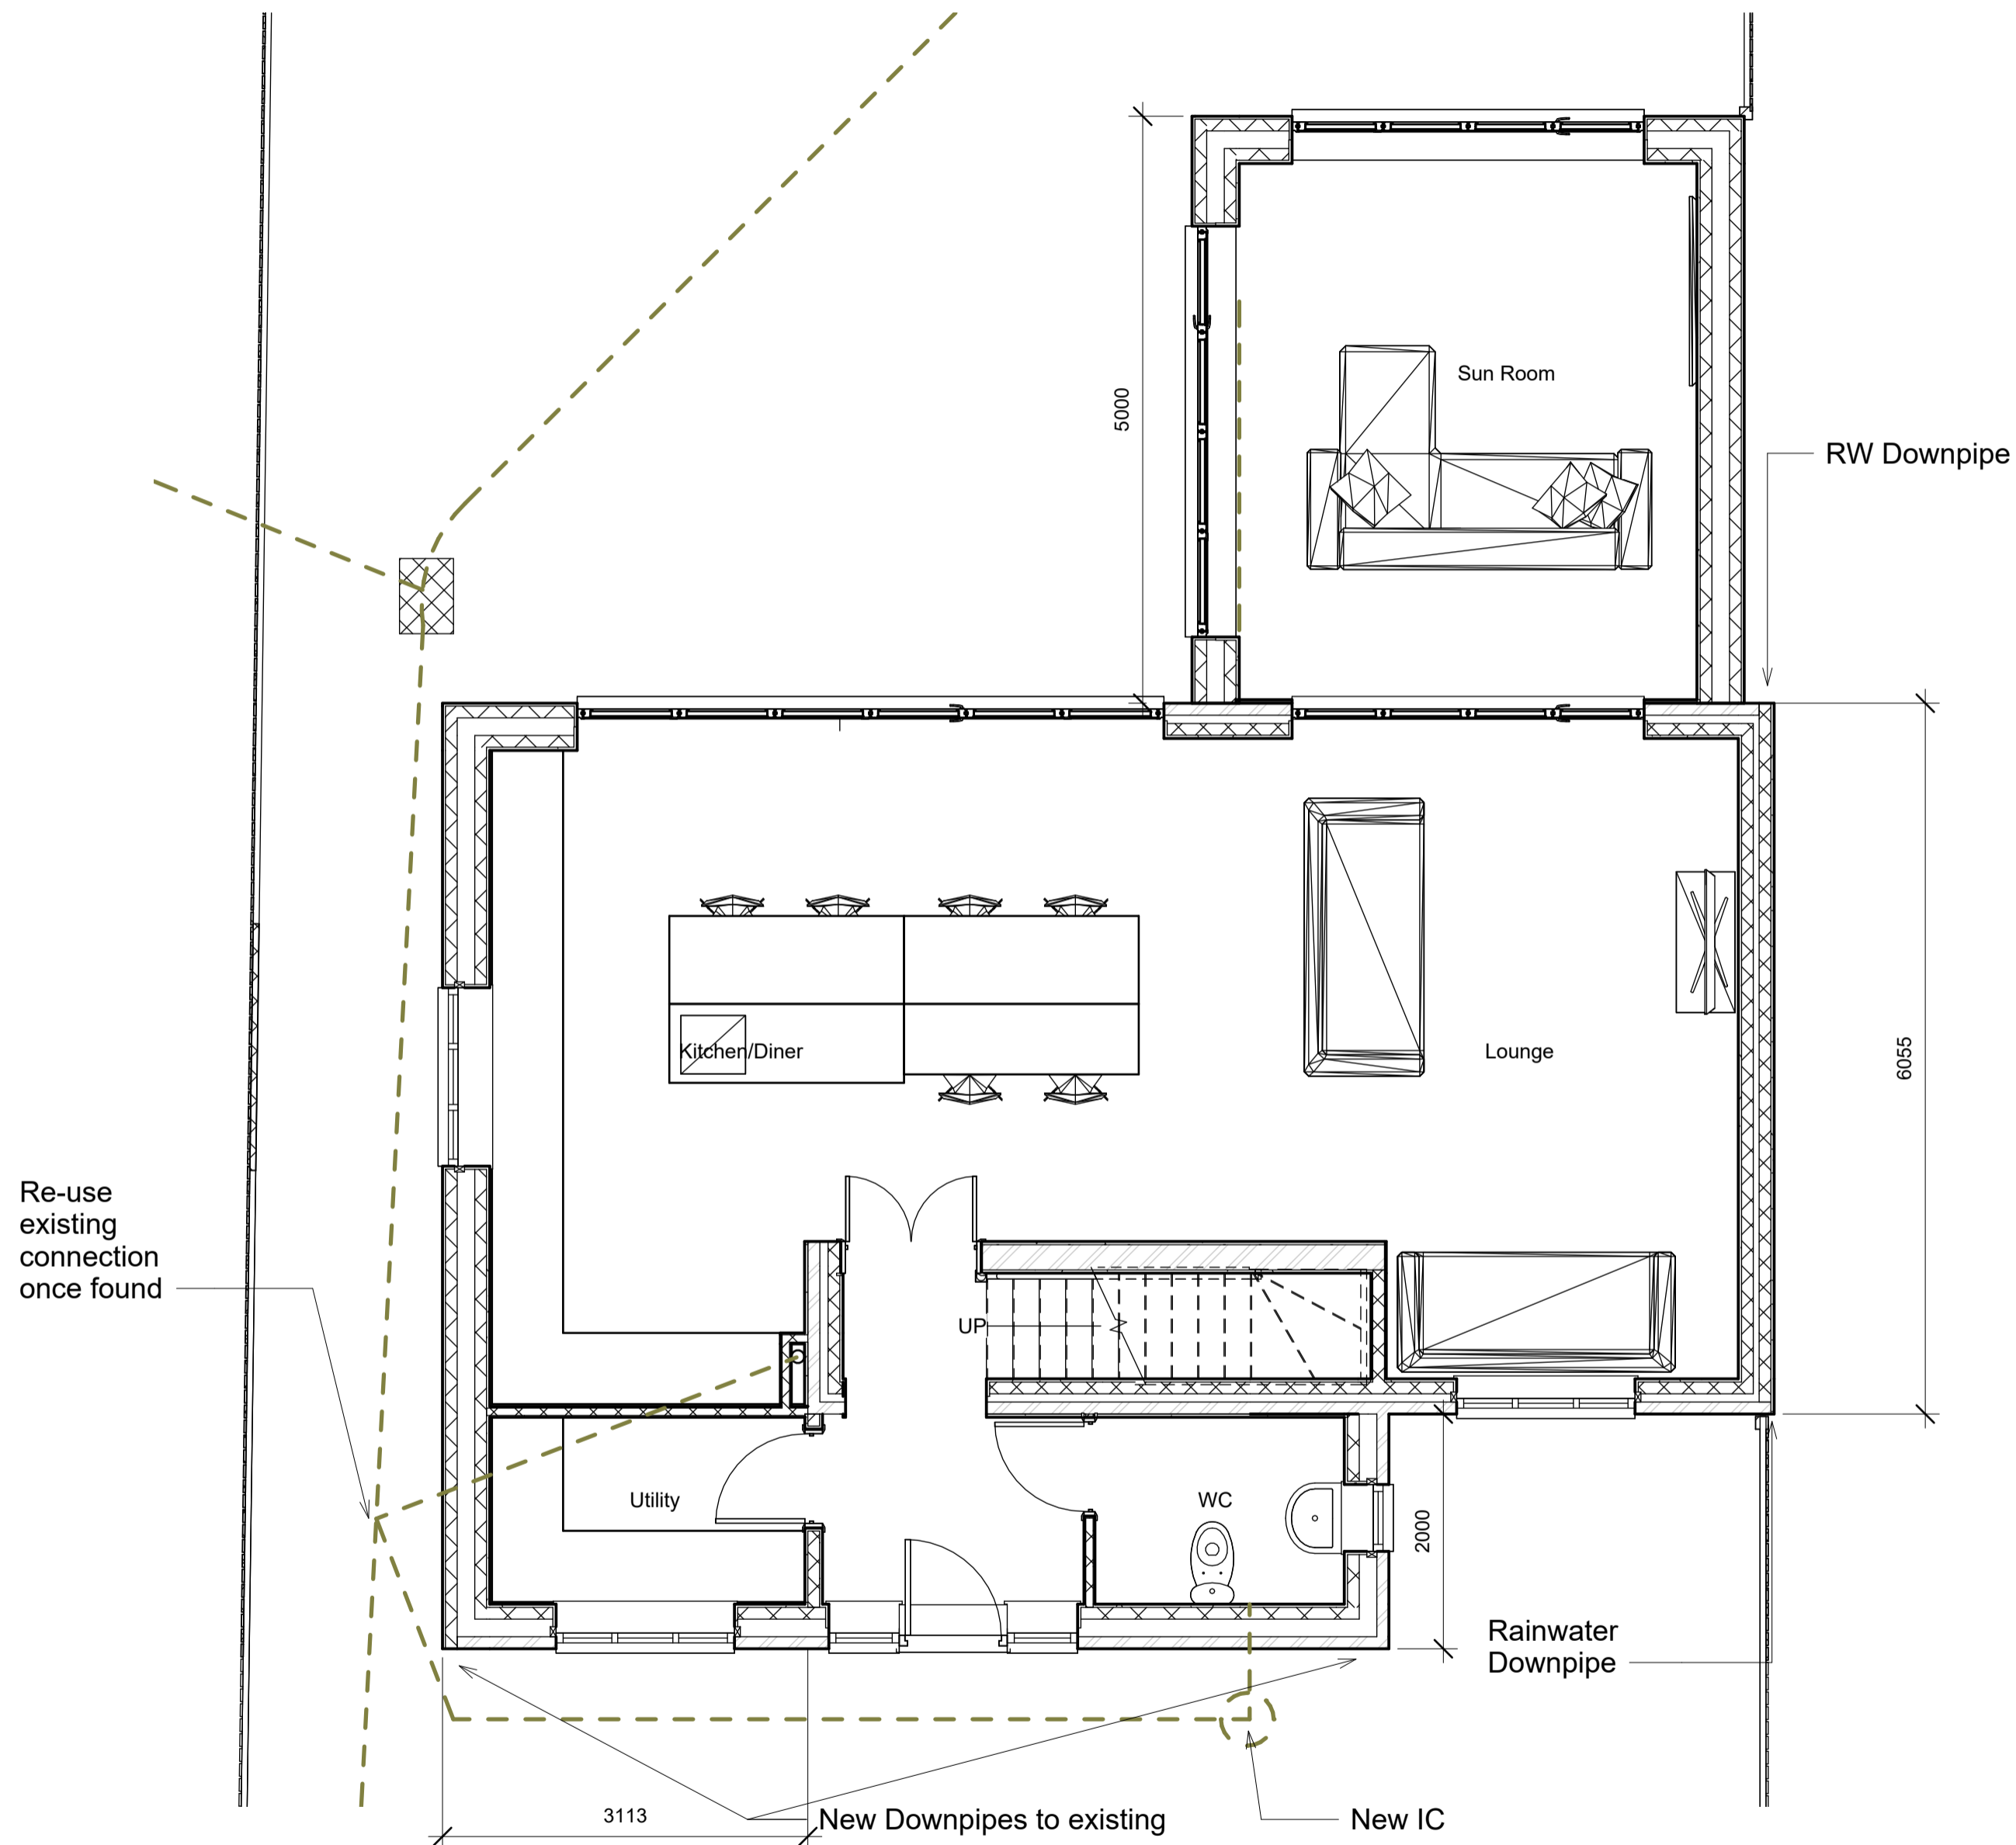 5000
Sun Room
RW Downpipe
Kitchen/Diner
Lounge
6055
Re-use
existing
connection
once found
UP
Utility
WC
2000
Rainwater
Downpipe
3113
New Downpipes to existing
New IC